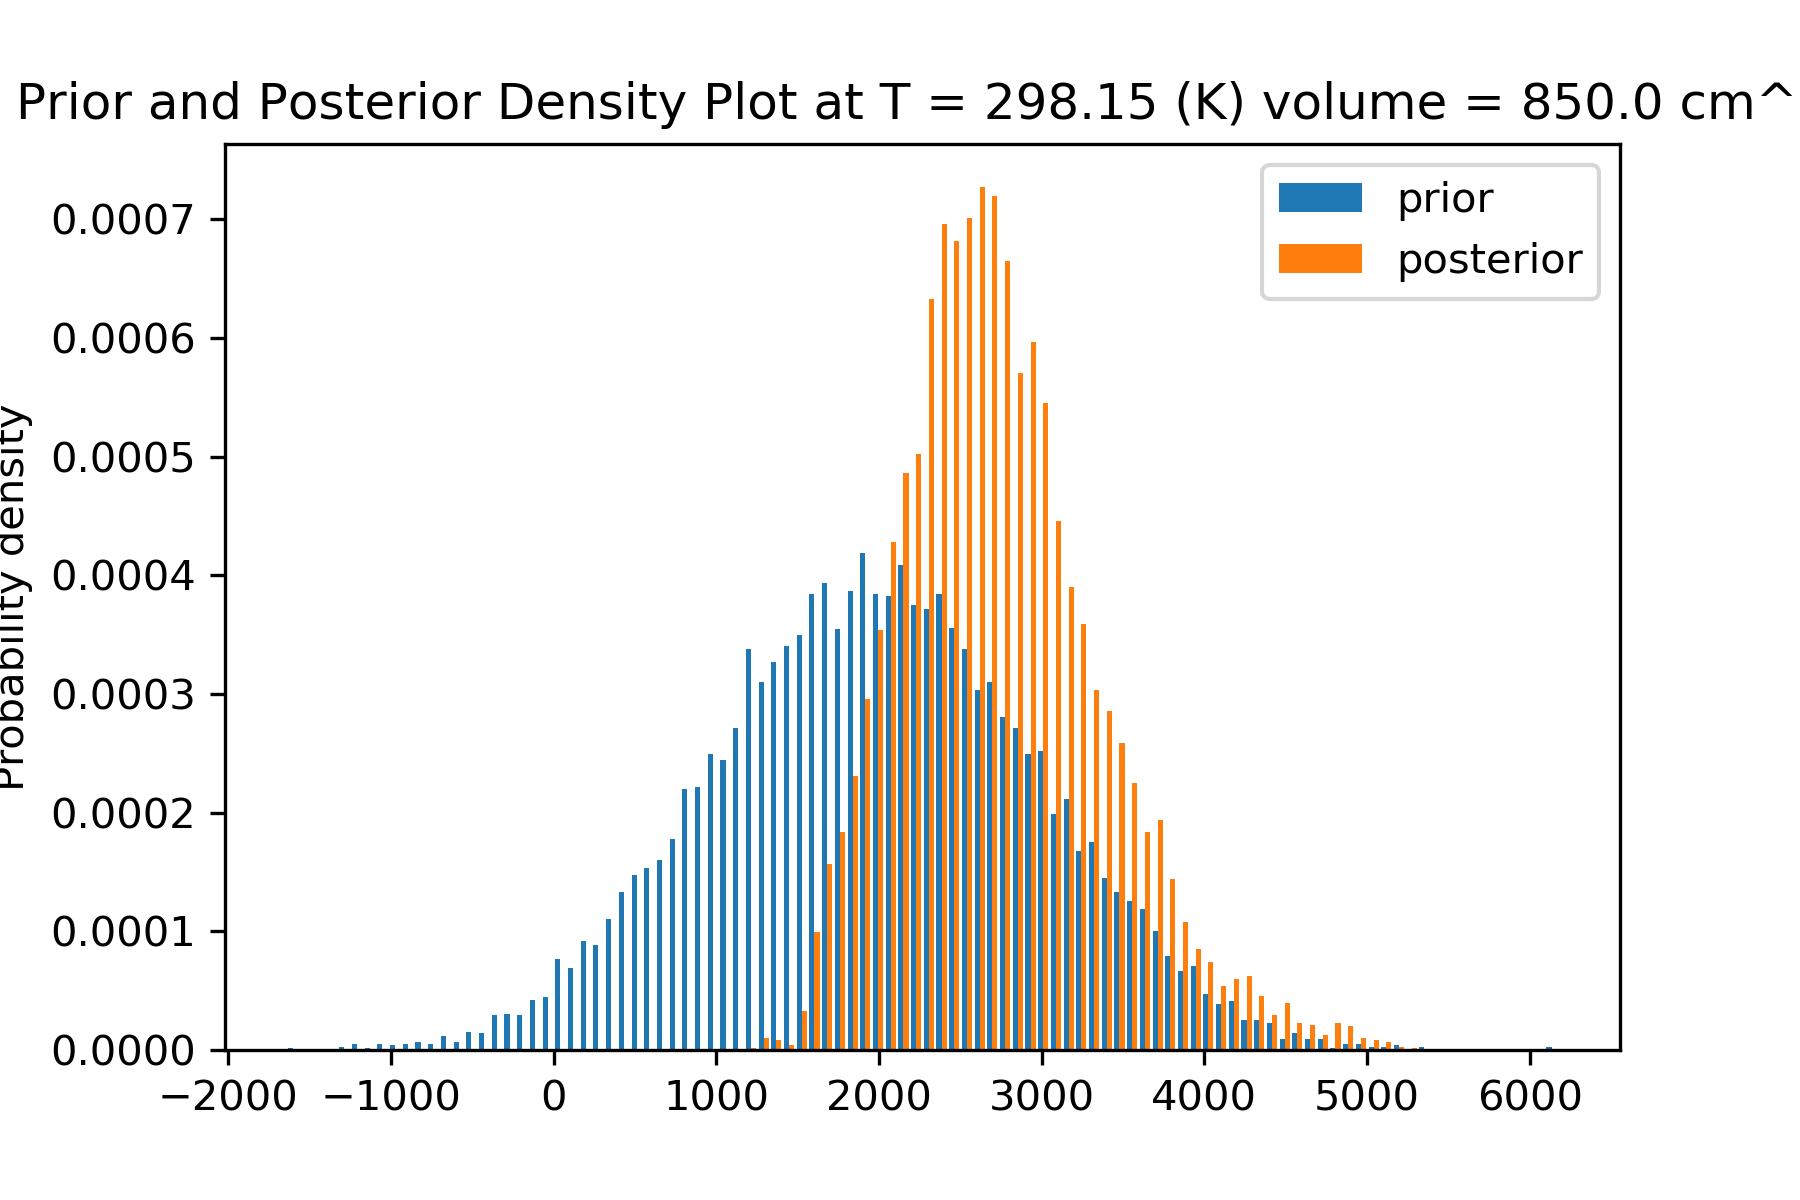 Prior and Posterior Density Plot at T = 298.15 (K) volume = 850.0 cm^
prior
posterior
Probability density
0.0007
0.0006
0.0005
0.0004
0.0003
0.0002
0.0001
0.0000
−2000 −1000 0 1000 2000 3000 4000 5000 6000